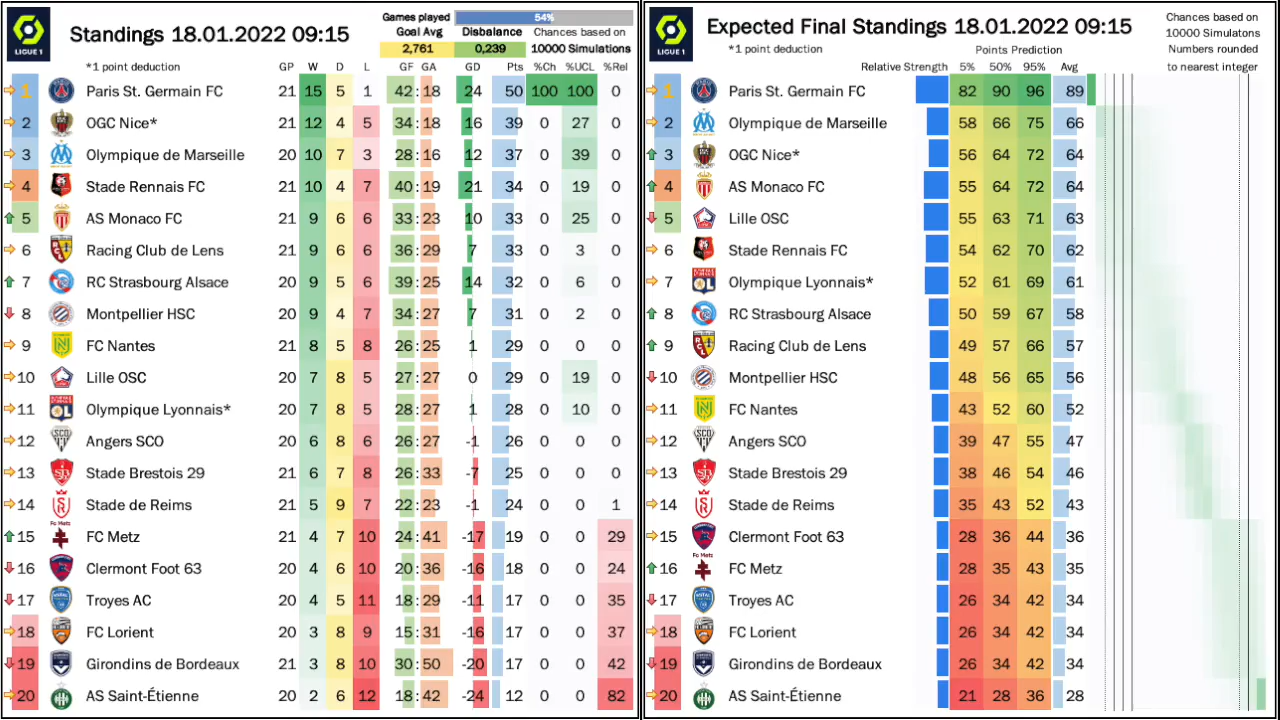 LIGUE 1
Standings 18.01.2022 09:15
*1 point deduction
Games played 54%
Goal Avg Disbalance Chances based on
2,761 0,239 10000 Simulations
GP W D L GF GA GD Pts %Ch %UCL %Rel
1 Paris St. Germain FC 21 15 5 1 42 : 18 24 50 100 100 0
2 OGC Nice* 21 12 4 5 34 : 18 16 39 0 27 0
3 Olympique de Marseille 20 10 7 3 28 : 16 12 37 0 39 0
4 Stade Rennais FC 21 10 4 7 40 : 19 21 34 0 19 0
5 AS Monaco FC 21 9 6 6 33 : 23 10 33 0 25 0
6 Racing Club de Lens 21 9 6 6 36 : 29 7 33 0 3 0
7 RC Strasbourg Alsace 20 9 5 6 39 : 25 14 32 0 6 0
8 Montpellier HSC 20 9 4 7 34 : 27 7 31 0 2 0
9 FC Nantes 21 8 5 8 26 : 25 1 29 0 0 0
10 Lille OSC 20 7 8 5 27 : 27 0 29 0 19 0
11 Olympique Lyonnais* 20 7 8 5 28 : 27 1 28 0 10 0
12 Angers SCO 20 6 8 6 26 : 27 -1 26 0 0 0
13 Stade Brestois 29 21 6 7 8 26 : 33 -7 25 0 0 0
14 Stade de Reims 21 5 9 7 22 : 23 -1 24 0 0 1
15 Fc Metz FC Metz 21 4 7 10 24 : 41 -17 19 0 0 29
16 Clermont Foot 63 20 4 6 10 20 : 36 -16 18 0 0 24
17 Troyes AC 20 4 5 11 18 : 29 -11 17 0 0 35
18 FC Lorient 20 3 8 9 15 : 31 -16 17 0 0 37
19 Girondins de Bordeaux 21 3 8 10 30 : 50 -20 17 0 0 42
20 AS Saint-Étienne 20 2 6 12 18 : 42 -24 12 0 0 82
LIGUE 1
Expected Final Standings 18.01.2022 09:15
*1 point deduction
Points Prediction
Chances based on
10000 Simulatons
Numbers rounded
to nearest integer
Relative Strength 5% 50% 95% Avg
1 Paris St. Germain FC 82 90 96 89
2 Olympique de Marseille 58 66 75 66
3 OGC Nice* 56 64 72 64
4 AS Monaco FC 55 64 72 64
5 Lille OSC 55 63 71 63
6 Stade Rennais FC 54 62 70 62
7 Olympique Lyonnais* 52 61 69 61
8 RC Strasbourg Alsace 50 59 67 58
9 Racing Club de Lens 49 57 66 57
10 Montpellier HSC 48 56 65 56
11 FC Nantes 43 52 60 52
12 Angers SCO 39 47 55 47
13 Stade Brestois 29 38 46 54 46
14 Stade de Reims 35 43 52 43
15 Clermont Foot 63 28 36 44 36
16 Fc Metz FC Metz 28 35 43 35
17 Troyes AC 26 34 42 34
18 FC Lorient 26 34 42 34
19 Girondins de Bordeaux 26 34 42 34
20 AS Saint-Étienne 21 28 36 28